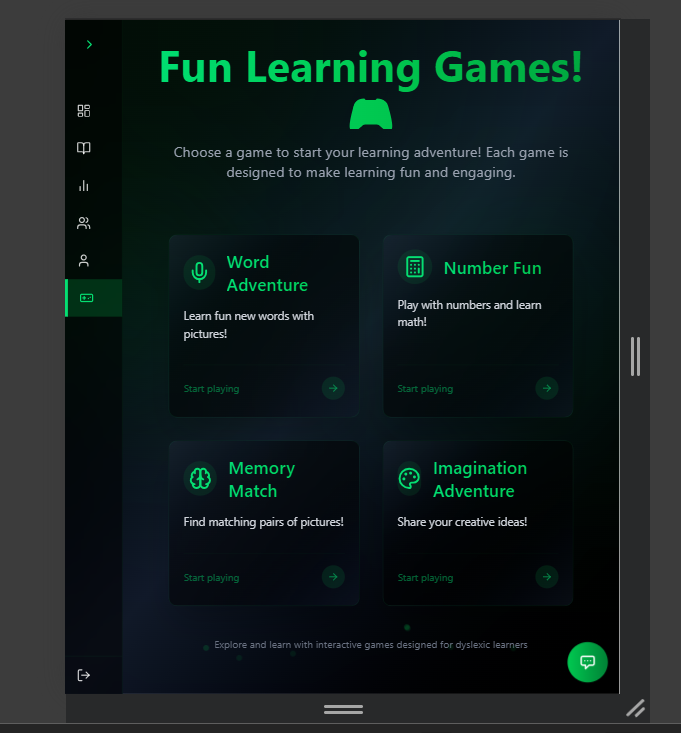 Fun Learning Games!
Choose a game to start your learning adventure! Each game is
designed to make learning fun and engaging.
Word
Adventure
Learn fun new words with
pictures!
Start playing
Number Fun
Play with numbers and learn
math!
Start playing
Memory
Match
Find matching pairs of pictures!
Start playing
Imagination
Adventure
Share your creative ideas!
Start playing
Explore and learn with interactive games designed for dyslexic learners